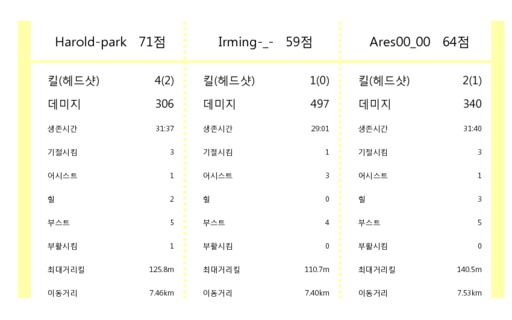 Harold-park 71점 Irming-_- 59점 Ares00_00 64점
킬(헤드샷) 4(2) 킬(헤드샷) 1(0) 킬(헤드샷) 2(1)
데미지 306 데미지 497 데미지 340
생존시간 31:37 생존시간 29:01 생존시간 31:40
기절시킴 3 기절시킴 1 기절시킴 3
어시스트 1 어시스트 3 어시스트 1
힐 2 힐 0 힐 3
부스트 5 부스트 4 부스트 5
부활시킴 1 부활시킴 0 부활시킴 0
최대거리킬 125.8m 최대거리킬 110.7m 최대거리킬 140.5m
이동거리 7.46km 이동거리 7.40km 이동거리 7.53km